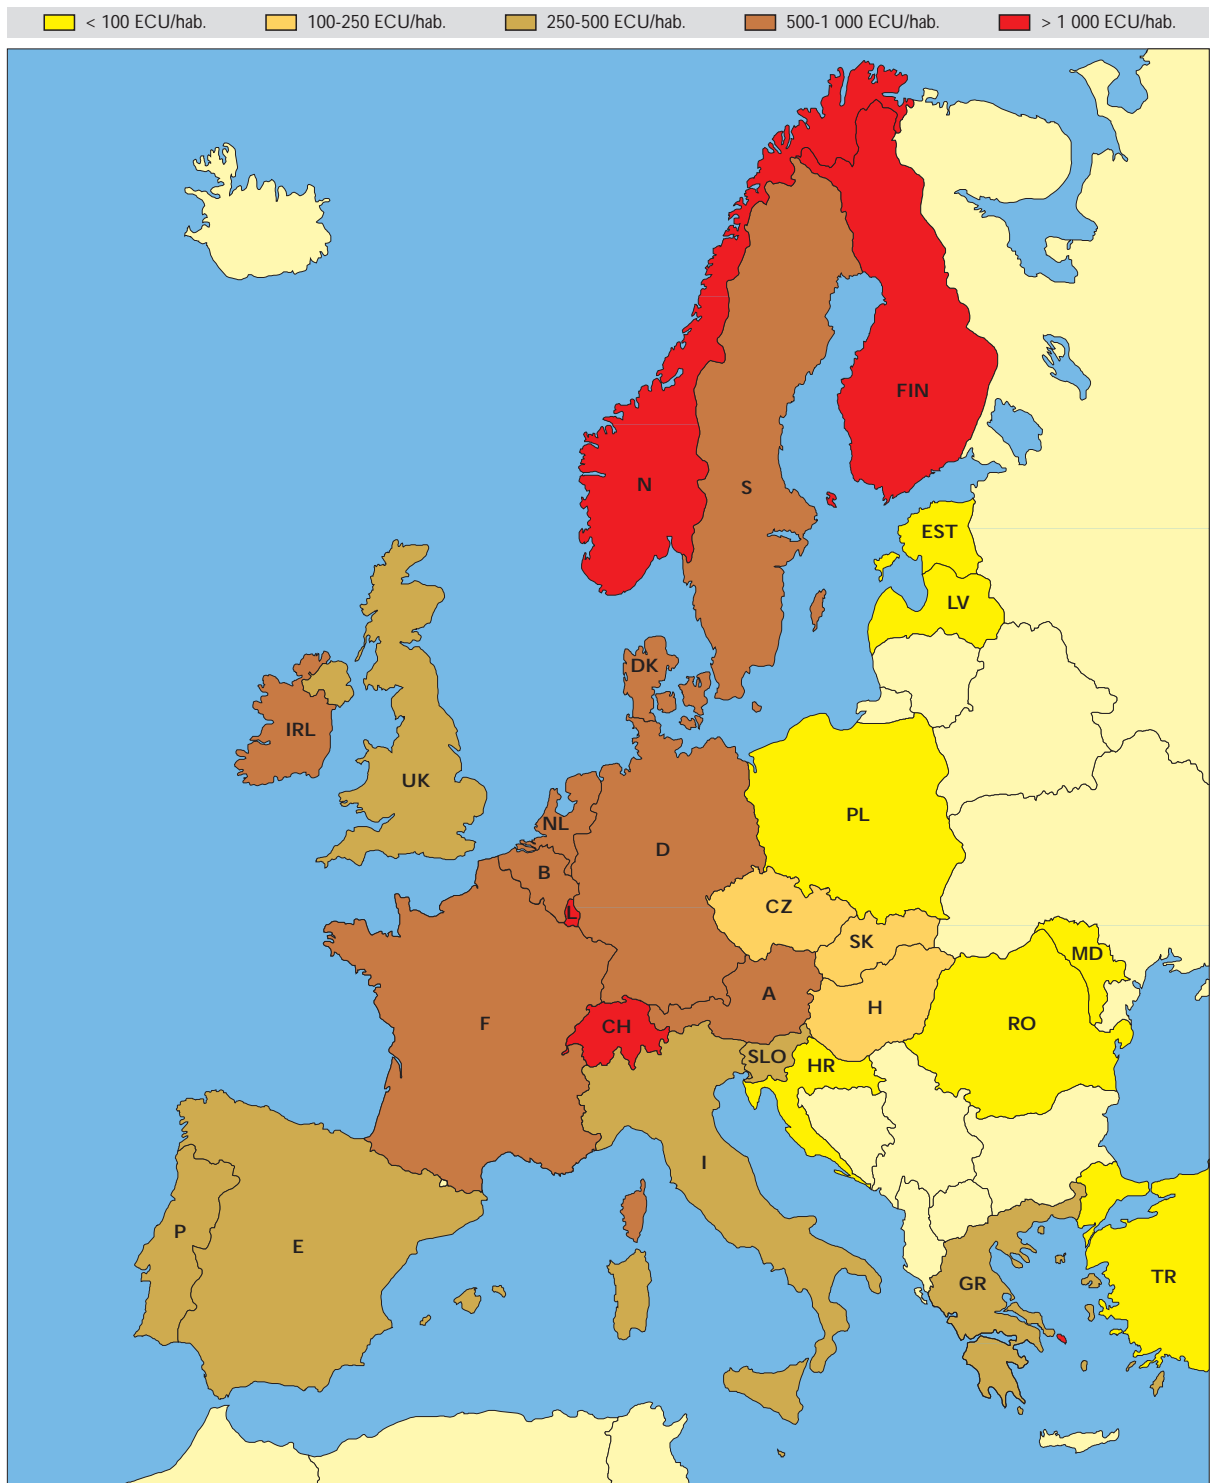 < 100 ECU/hab. 100-250 ECU/hab. 250-500 ECU/hab. 500-1 000 ECU/hab. > 1 000 ECU/hab.
FIN
N
S
EST
LV
DK
IRL
UK
NL
PL
D
B
CZ
L
SK
MD
A
H
F
CH
RO
SLO
HR
I
P
E
GR
TR